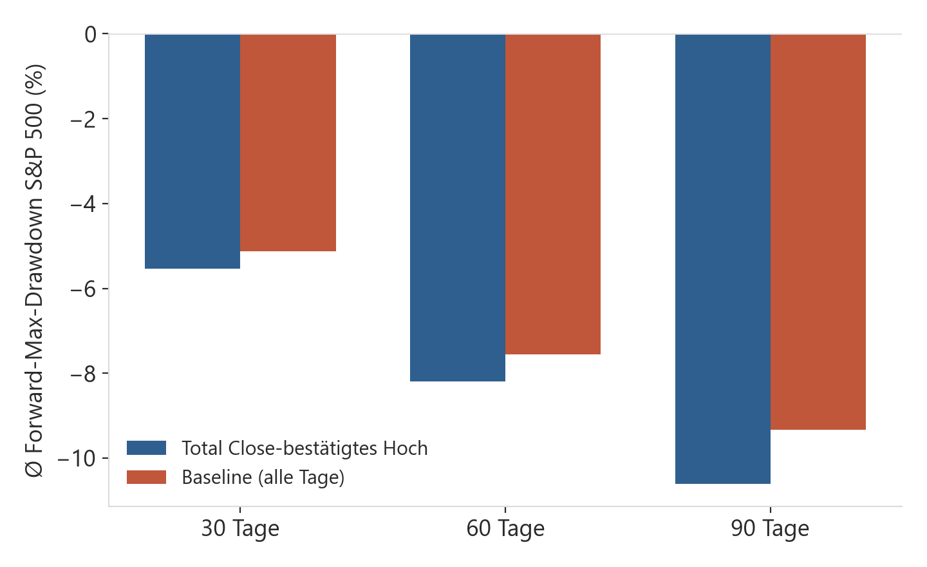 Ø Forward-Max-Drawdown S&P 500 (%)
0
−2
−4
−6
−8
−10
Total Close-bestätigtes Hoch
Baseline (alle Tage)
30 Tage
60 Tage
90 Tage